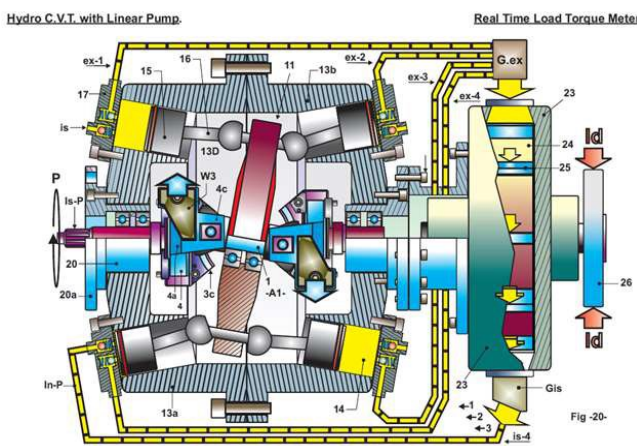 Hydro C.V.T. with Linear Pump.
Real Time Load Torque Meter
ex-1
15
16
ex-2
11
13b
ex-3
G.ex
17
ex-4
23
is
13D
24
W3
25
Id
P
4c
Is-P
20
1
-A1-
20a
4a
4
3c
26
Id
In-P
13a
14
23
Gis
1
2
3
is-4
Fig -20-